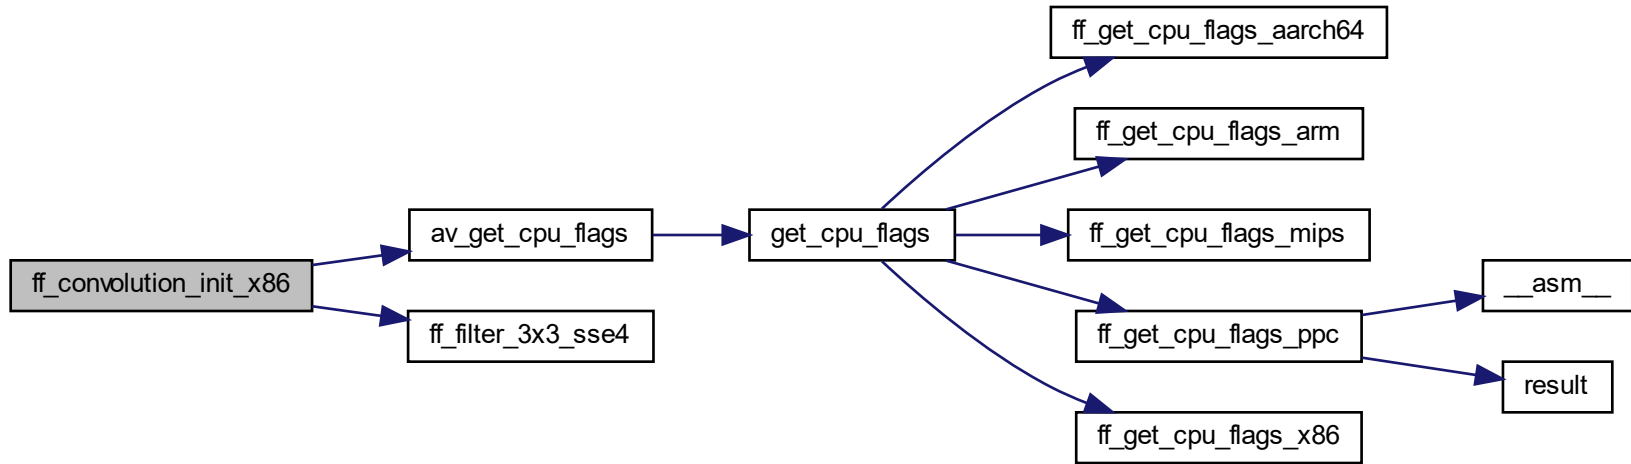 ff_get_cpu_flags_aarch64
ff_get_cpu_flags_arm
av_get_cpu_flags
get_cpu_flags
ff_get_cpu_flags_mips
ff_convolution_init_x86
__asm__
ff_filter_3x3_sse4
ff_get_cpu_flags_ppc
result
ff_get_cpu_flags_x86